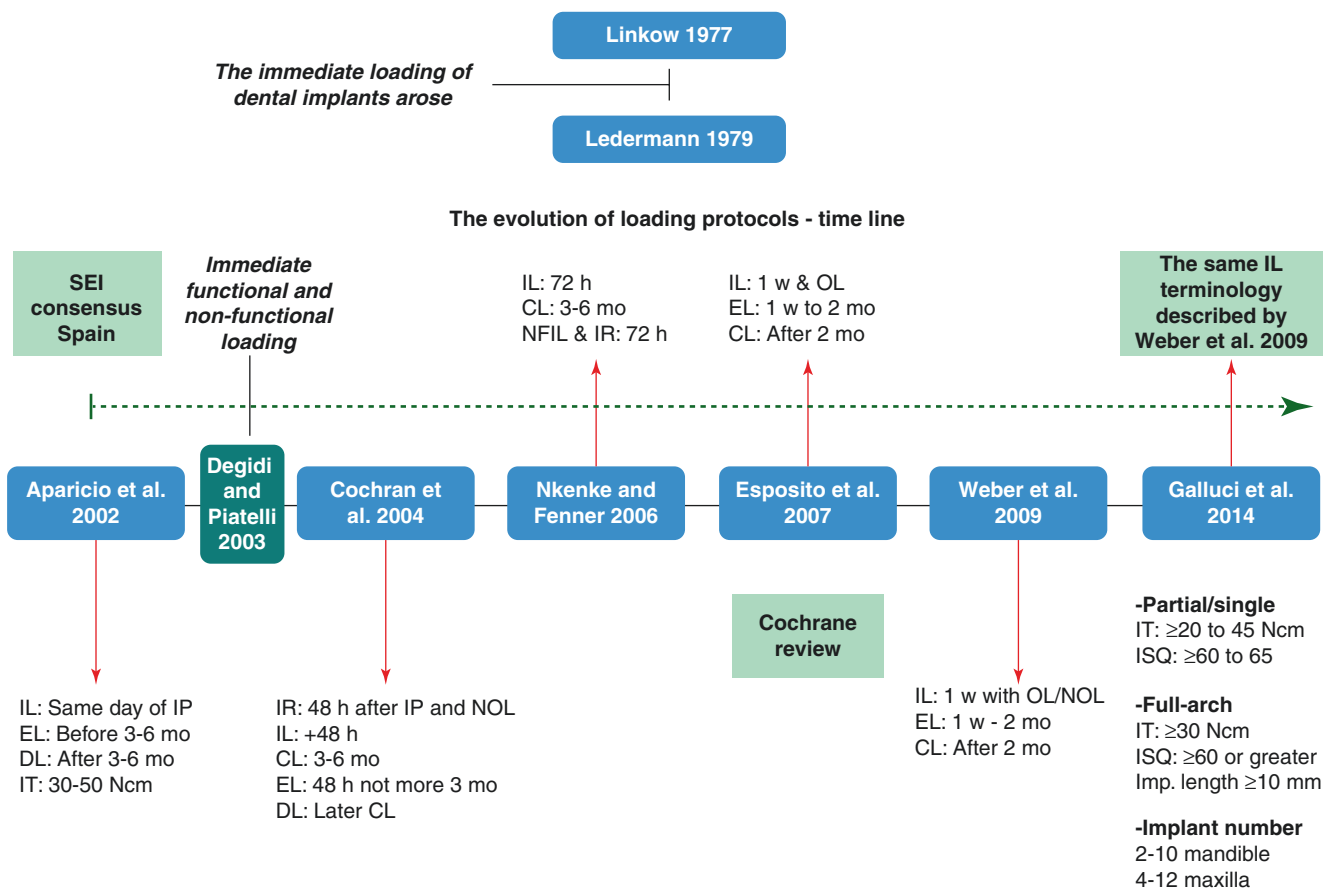 Linkow 1977
The immediate loading of
dental implants arose
Ledermann 1979
The evolution of loading protocols - time line
SEI
consensus
Spain
Immediate
functional and
non-functional
loading
IL: 72 h
CL: 3-6 mo
NFIL & IR: 72 h
IL: 1 w & OL
EL: 1 w to 2 mo
CL: After 2 mo
The same IL
terminology
described by
Weber et al. 2009
Aparicio et al.
2002
Degidi
and
Piatelli
2003
Cochran et
al. 2004
Nkenke and
Fenner 2006
Esposito et al.
2007
Weber et al.
2009
Galluci et al.
2014
IL: Same day of IP
EL: Before 3-6 mo
DL: After 3-6 mo
IT: 30-50 Ncm
IR: 48 h after IP and NOL
IL: +48 h
CL: 3-6 mo
EL: 48 h not more 3 mo
DL: Later CL
Cochrane
review
IL: 1 w with OL/NOL
EL: 1 w - 2 mo
CL: After 2 mo
-Partial/single
IT: ≥20 to 45 Ncm
ISQ: ≥60 to 65
-Full-arch
IT: ≥30 Ncm
ISQ: ≥60 or greater
Imp. length ≥10 mm
-Implant number
2-10 mandible
4-12 maxilla